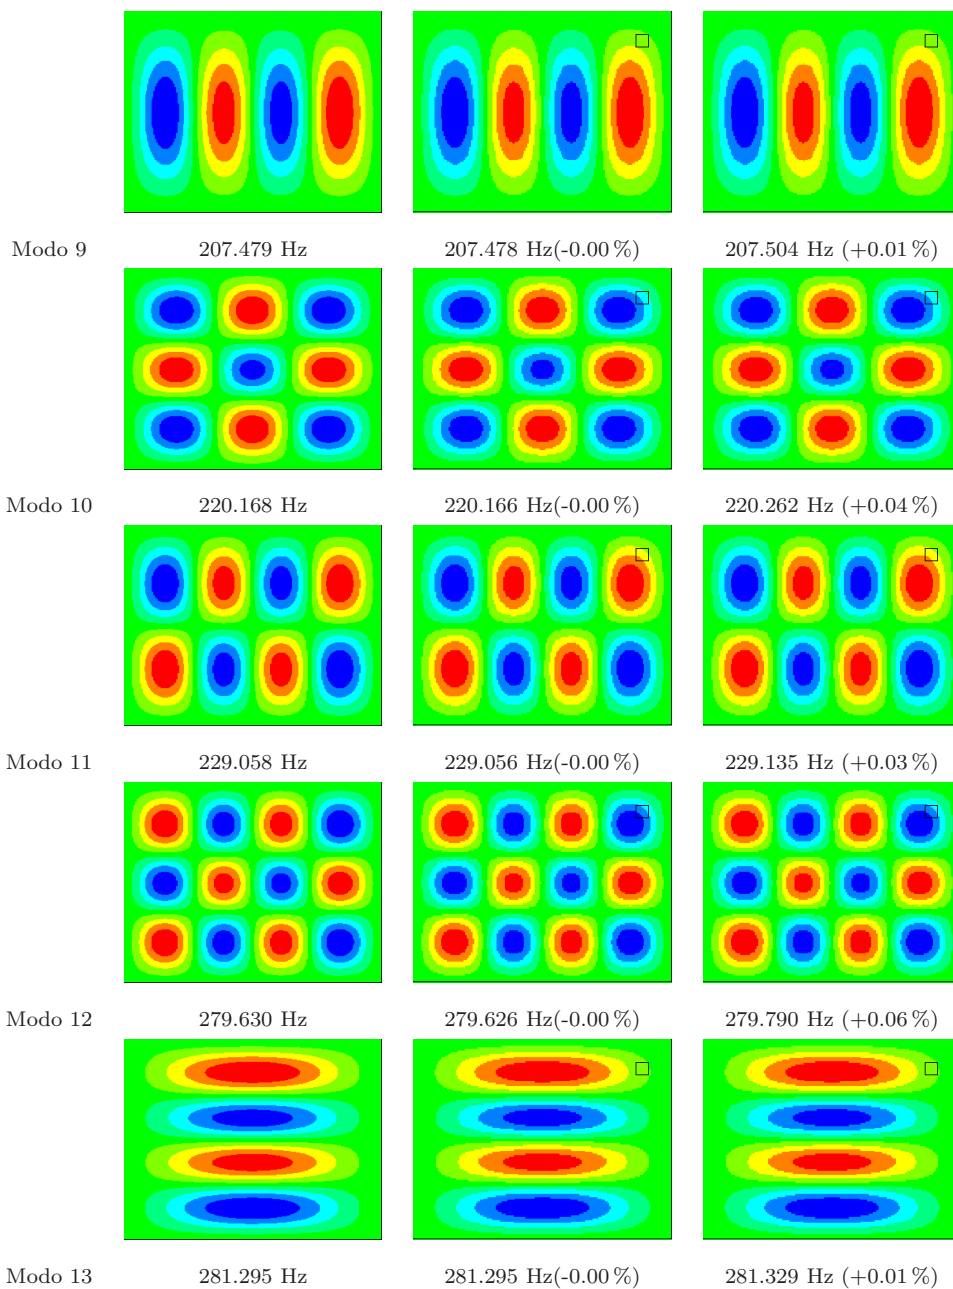 Modo 9 207.479 Hz 207.478 Hz(-0.00 %) 207.504 Hz (+0.01 %)
Modo 10 220.168 Hz 220.166 Hz(-0.00 %) 220.262 Hz (+0.04 %)
Modo 11 229.058 Hz 229.056 Hz(-0.00 %) 229.135 Hz (+0.03 %)
Modo 12 279.630 Hz 279.626 Hz(-0.00 %) 279.790 Hz (+0.06 %)
Modo 13 281.295 Hz 281.295 Hz(-0.00 %) 281.329 Hz (+0.01 %)